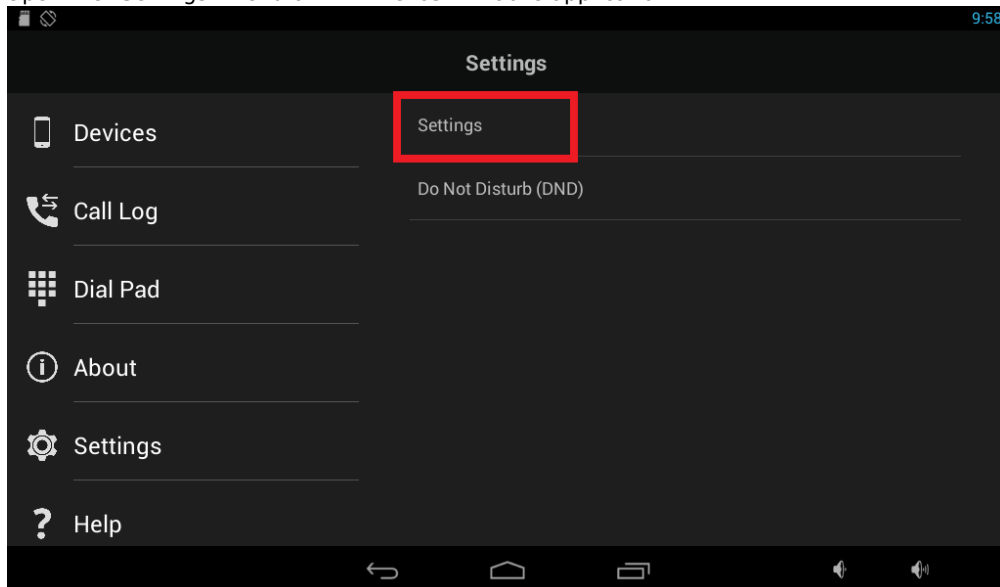 9:58
Settings
Settings
Do Not Disturb (DND)
Devices
Call Log
Dial Pad
About
Settings
Help